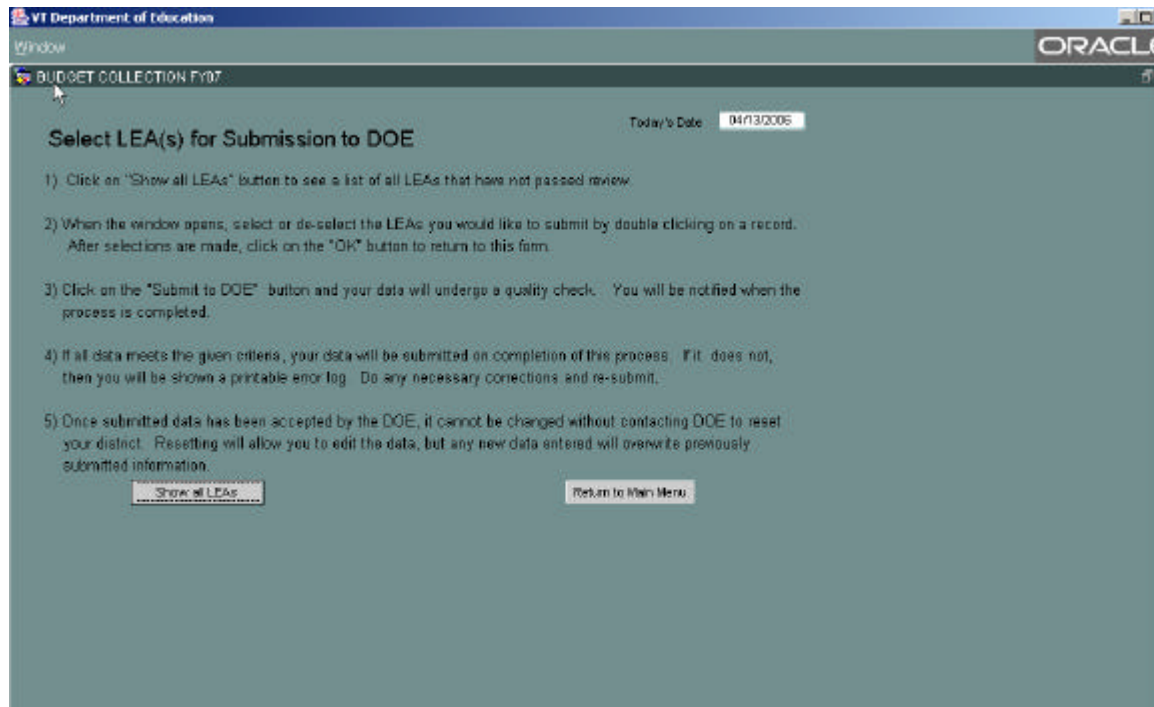 VT Department of Education
Window
ORACL
BUDGET COLLECTION FY07
Today's Date 04/13/2006
Select LEA(s) for Submission to DOE
1) Click on "Show all LEAs" button to see a list of all LEAs that have not passed review.
2) When the window opens, select or de-select the LEAs you would like to submit by double clicking on a record.
After selections are made, click on the "OK" button to return to this form.
3) Click on the "Submit to DOE" button and your data will undergo a quality check. You will be notified when the
process is completed.
4) If all data meets the given criteria, your data will be submitted on completion of this process. If it does not,
then you will be shown a printable error log. Do any necessary corrections and re-submit.
5) Once submitted data has been accepted by the DOE, it cannot be changed without contacting DOE to reset
your district. Resetting will allow you to edit the data, but any new data entered will overwrite previously
submitted information.
Show all LEAs Return to Main Menu